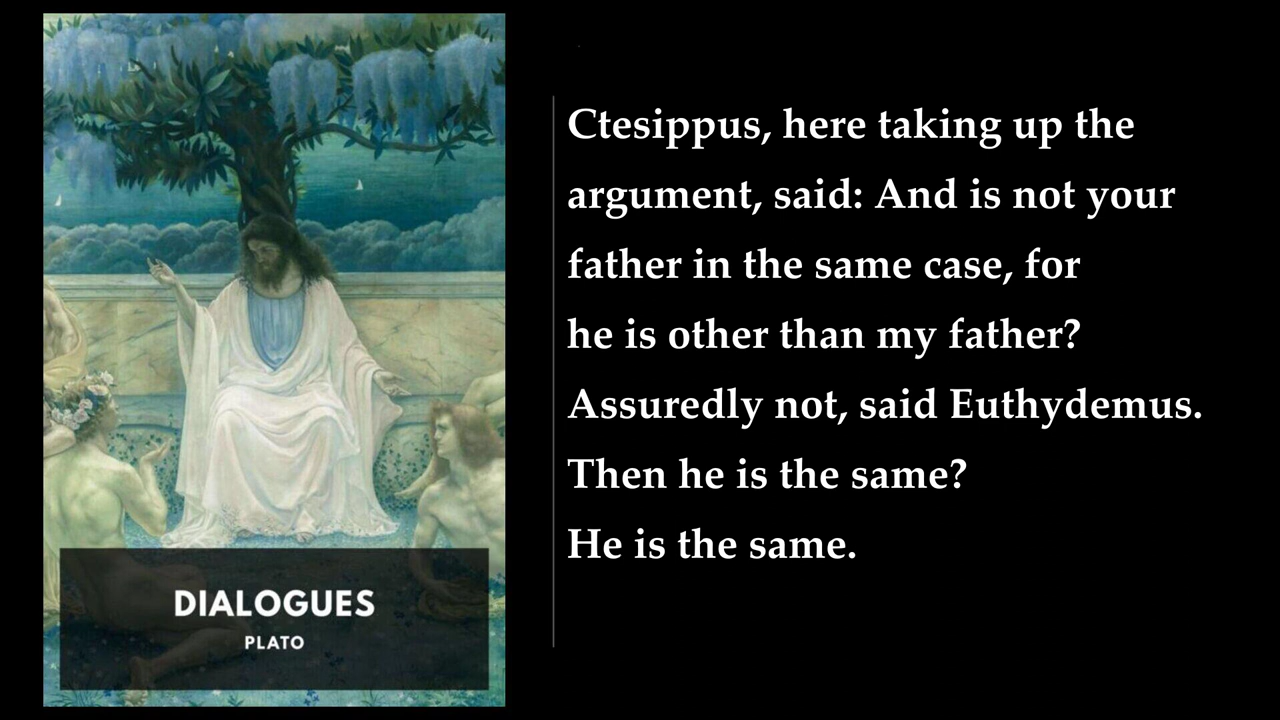 DIALOGUES
PLATO
Ctesippus, here taking up the
argument, said: And is not your
father in the same case, for
he is other than my father?
Assuredly not, said Euthydemus.
Then he is the same?
He is the same.